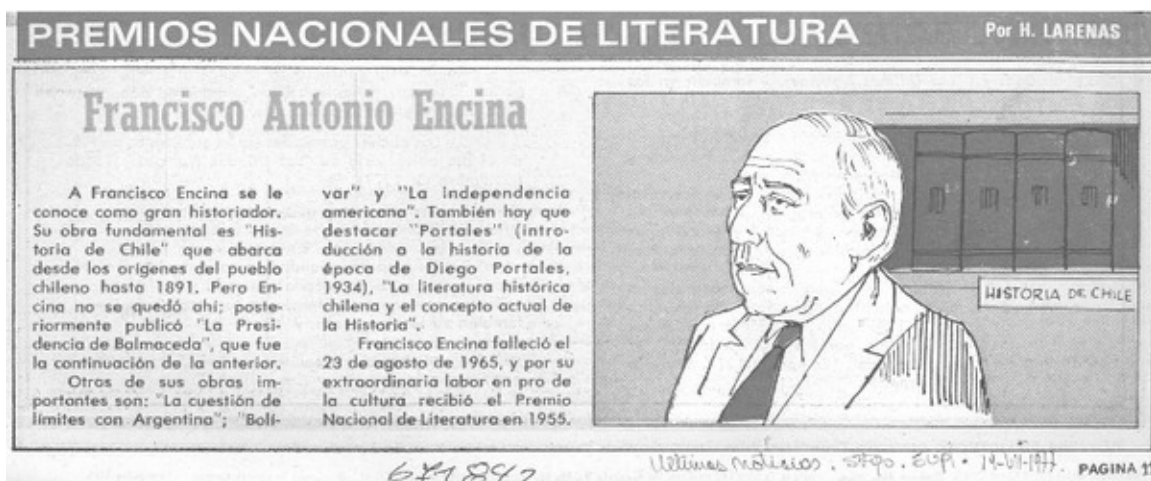 PREMIOS NACIONALES DE LITERATURA
Por H. LARENAS
Francisco Antonio Encina
A Francisco Encina se le
conoce como gran historiador.
Su obra fundamental es "His-
toria de Chile" que abarca
desde los orígenes del pueblo
chileno hasta 1891. Pero En-
cina no se quedó ahí; poste-
riormente publicó "La Presi-
dencia de Balmaceda", que fue
la continuación de la anterior.
Otras de sus obras im-
portantes son: "La cuestión de
límites con Argentina"; "Bolí-
var" y "La independencia
americana". También hay que
destacar "Portales" (intro-
ducción a la historia de la
época de Diego Portales,
1934), "La literatura histórica
chilena y el concepto actual de
la Historia".
Francisco Encina falleció el
23 de agosto de 1965, y por su
extraordinaria labor en pro de
la cultura recibió el Premio
Nacional de Literatura en 1955.
HISTORIA DE CHILE
671842
Ultimas noticias. Stgo. 1977.
PAGINA 11